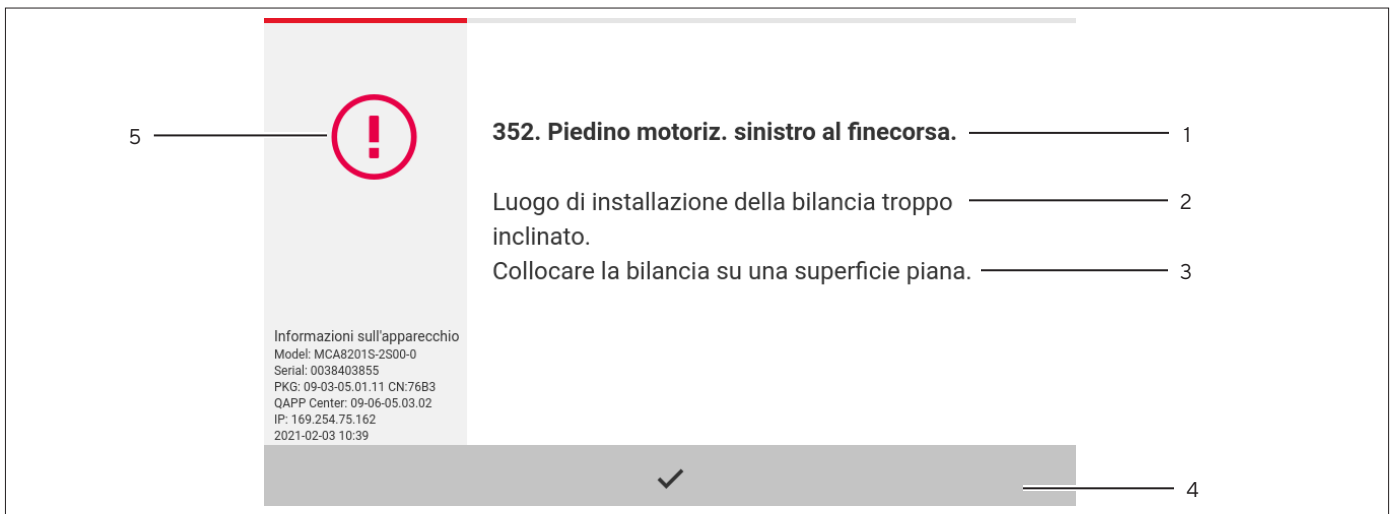 5
352. Piedino motoriz. sinistro al finecorsa.
1
Luogo di installazione della bilancia troppo
2
inclinato.
Collocare la bilancia su una superficie piana.
3
Informazioni sull'apparecchio
Model: MCA8201S-2S00-0
Serial: 0038403855
PKG: 09-03-05.01.11 CN:76B3
QAPP Center: 09-06-05.03.02
IP: 169.254.75.162
2021-02-03 10:39
4